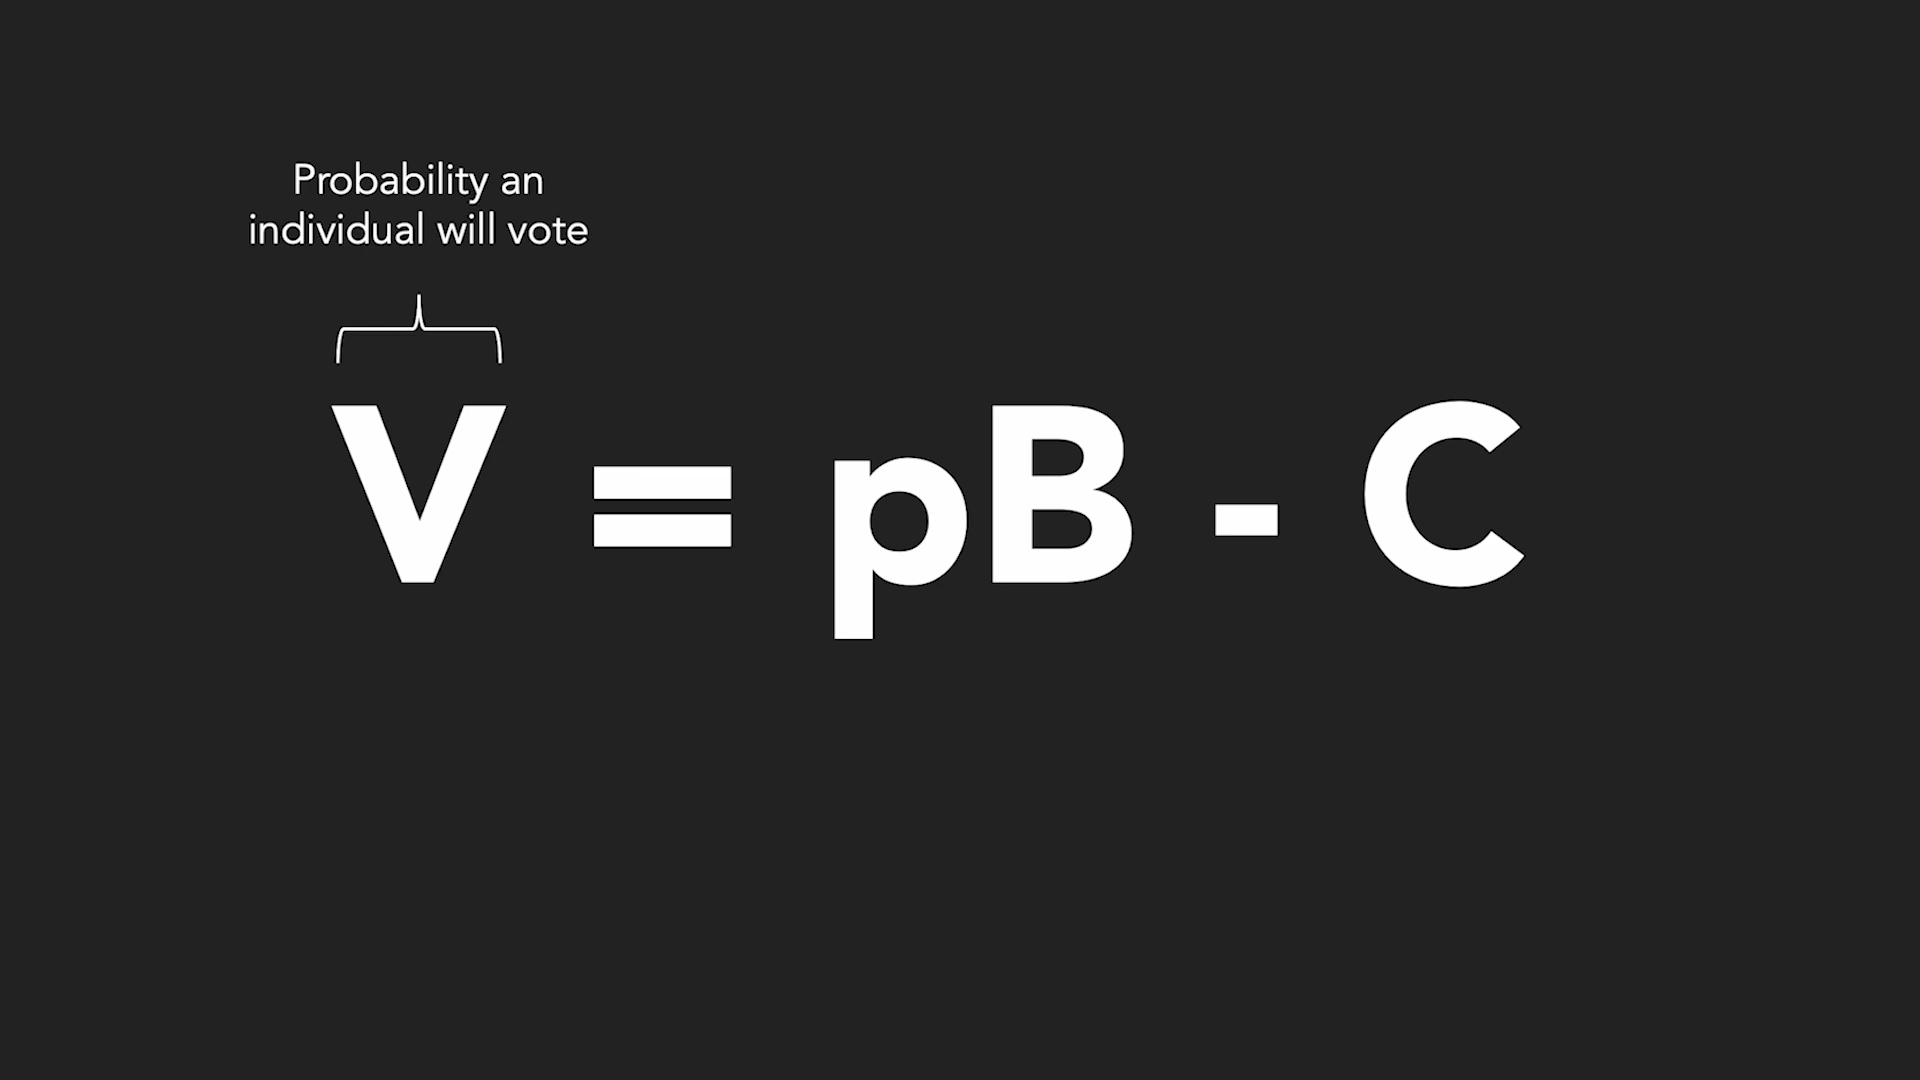 Probability an
individual will vote
V = pB - C